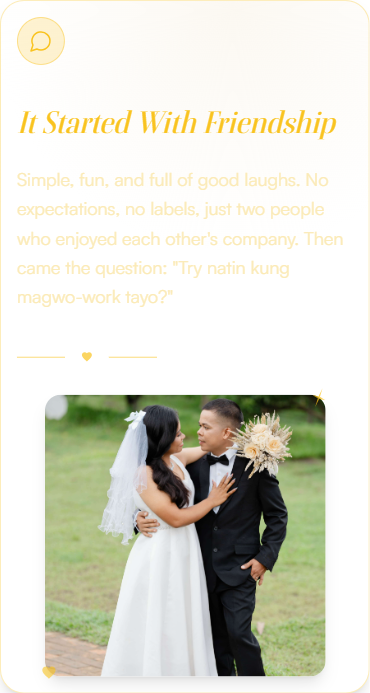 It Started With Friendship
Simple, fun, and full of good laughs. No
expectations, no labels, just two people
who enjoyed each other's company. Then
came the question: "Try natin kung
magwo-work tayo?"